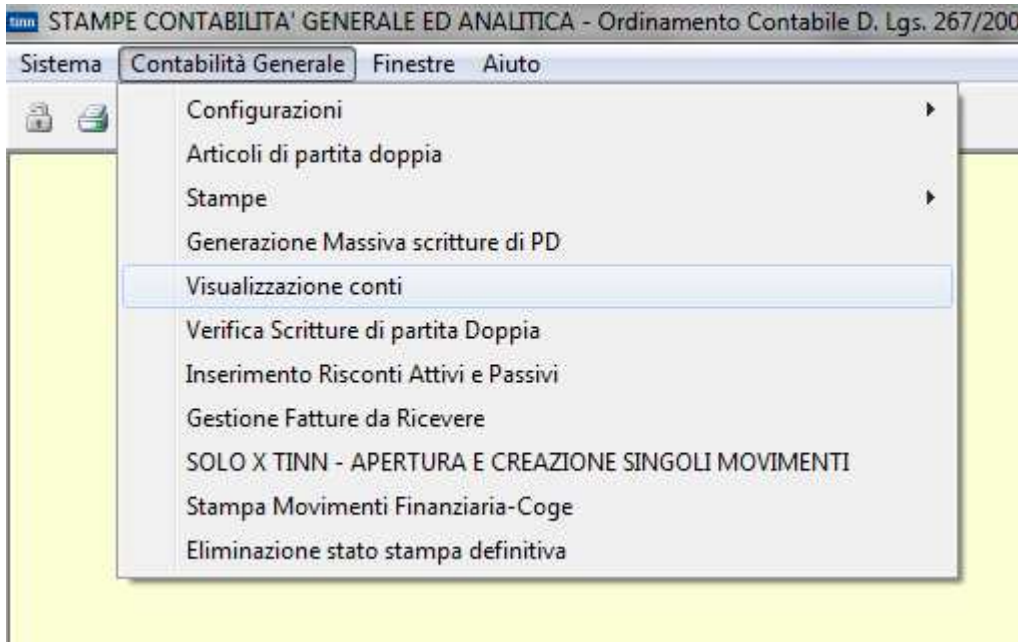 tinn STAMPE CONTABILITA' GENERALE ED ANALITICA - Ordinamento Contabile D. Lgs. 267/200
Sistema Contabilità Generale Finestre Aiuto
Configurazioni
Articoli di partita doppia
Stampe
Generazione Massiva scritture di PD
Visualizzazione conti
Verifica Scritture di partita Doppia
Inserimento Risconti Attivi e Passivi
Gestione Fatture da Ricevere
SOLO X TINN - APERTURA E CREAZIONE SINGOLI MOVIMENTI
Stampa Movimenti Finanziaria-Coge
Eliminazione stato stampa definitiva